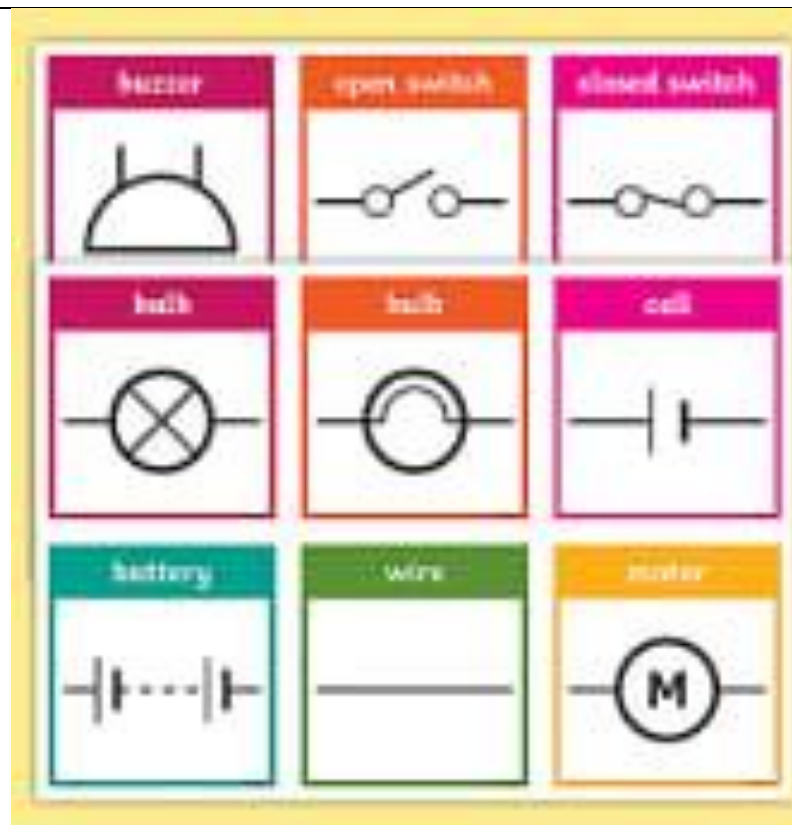 buzzer
open switch
closed switch
bulb
bulb
cell
battery
wire
motor
M